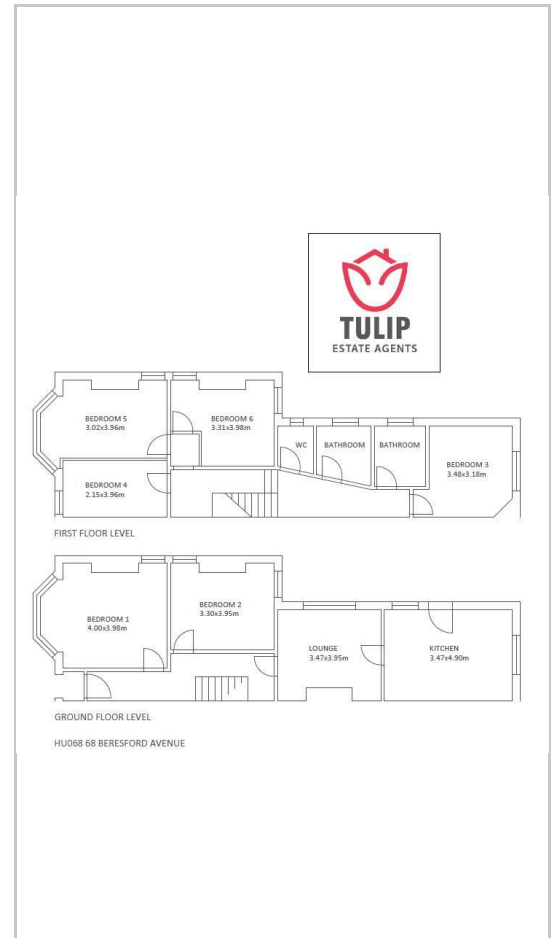 TULIP
ESTATE AGENTS
BEDROOM 5
3.02x3.96m
BEDROOM 6
3.31x3.98m
WC
BATHROOM
BATHROOM
BEDROOM 3
3.48x3.18m
BEDROOM 4
2.15x3.96m
FIRST FLOOR LEVEL
BEDROOM 1
4.00x3.98m
BEDROOM 2
3.30x3.95m
LOUNGE
3.47x3.95m
KITCHEN
3.47x4.90m
GROUND FLOOR LEVEL
HU068 68 BERESFORD AVENUE